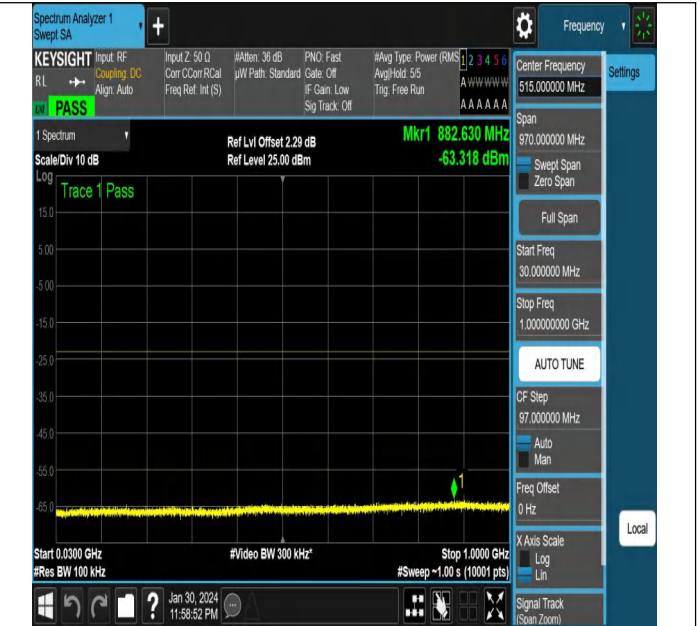 Spectrum Analyzer 1
Swept SA
+
Frequency
KEYSIGHT
RL
PASS
Input: RF
Coupling: DC
Align: Auto
Input Z: 50 Ω
Corr CCorr RCal
Freq Ref: Int (S)
#Atten: 36 dB
µW Path: Standard
PNO: Fast
Gate: Off
IF Gain: Low
Sig Track: Off
#Avg Type: Power (RMS
Avg|Hold: 5/5
Trig: Free Run
1 2 3 4 5 6
A W W W W W
A A A A A A
1 Spectrum
Scale/Div 10 dB
Ref Lvl Offset 2.29 dB
Ref Level 25.00 dBm
Mkr1 882.630 MHz
-63.318 dBm
Log
Trace 1 Pass
15.0
5.00
-5.00
-15.0
-25.0
-35.0
-45.0
-55.0
-65.0
1
Start 0.0300 GHz
#Res BW 100 kHz
#Video BW 300 kHz*
Stop 1.0000 GHz
#Sweep ~1.00 s (10001 pts)
?
Jan 30, 2024
11:58:52 PM
Center Frequency
515.000000 MHz
Settings
Span
970.000000 MHz
Swept Span
Zero Span
Full Span
Start Freq
30.000000 MHz
Stop Freq
1.000000000 GHz
AUTO TUNE
CF Step
97.000000 MHz
Auto
Man
Freq Offset
0 Hz
X Axis Scale
Log
Lin
Local
Signal Track
(Span Zoom)